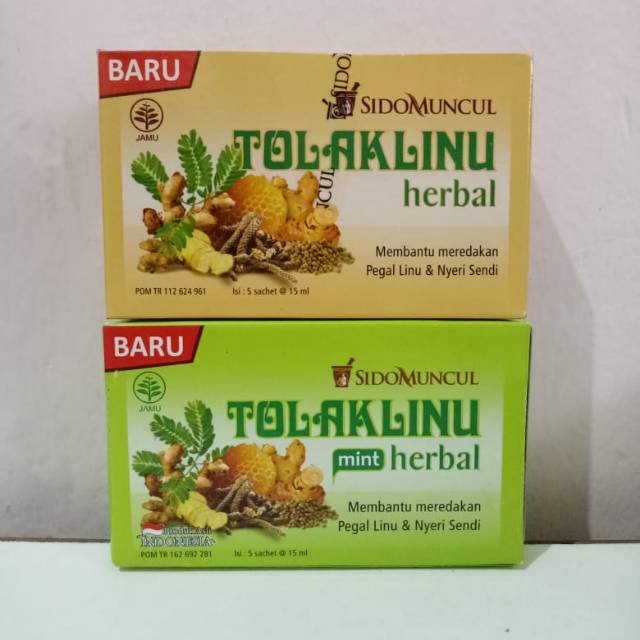 BARU
JAMU
SIDOMUNCUL
TOLAKLINU
herbal
Membantu meredakan
Pegal Linu & Nyeri Sendi
POM TR 112 624 961
Isi : 5 sachet @ 15 ml
BARU
JAMU
SIDOMUNCUL
TOLAKLINU
mint herbal
Membantu meredakan
Pegal Linu & Nyeri Sendi
Produk Asli
INDONESIA
POM TR 162 692 281
Isi : 5 sachet @ 15 ml